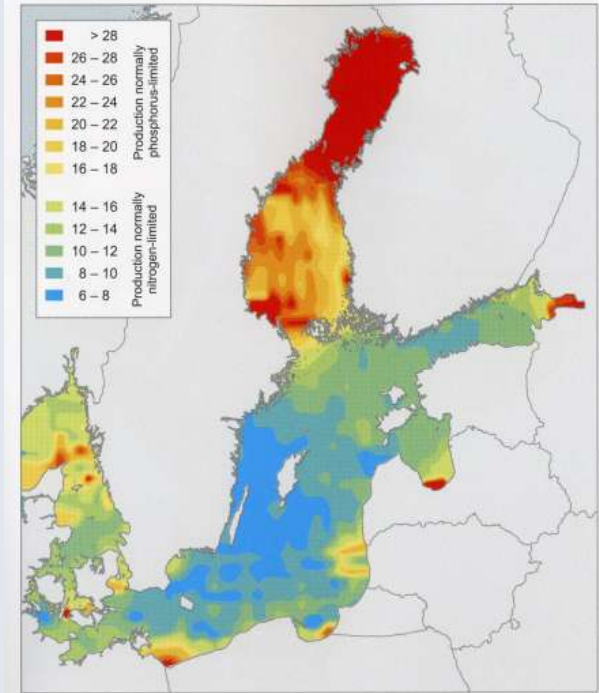 > 28
26 – 28
24 – 26
22 – 24
20 – 22
18 – 20
16 – 18
Production normally
phosphorus-limited
14 – 16
12 – 14
10 – 12
8 – 10
6 – 8
Production normally
nitrogen-limited